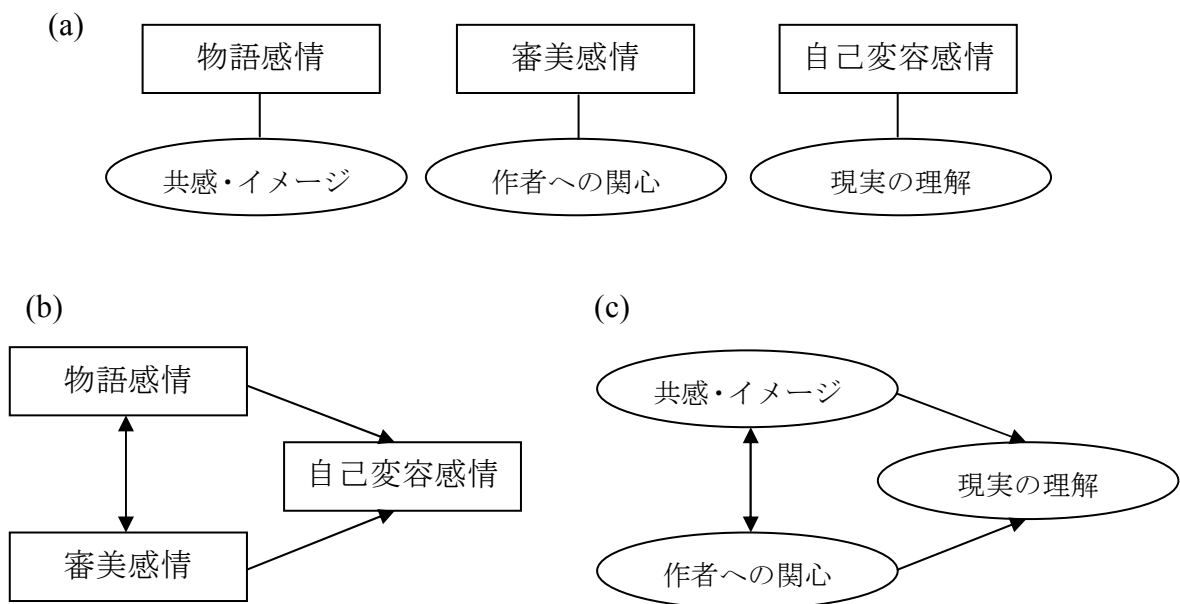 (a)
物語感情
審美感情
自己変容感情
共感・イメージ
作者への関心
現実の理解
(b)
(c)
物語感情
共感・イメージ
自己変容感情
現実の理解
審美感情
作者への関心